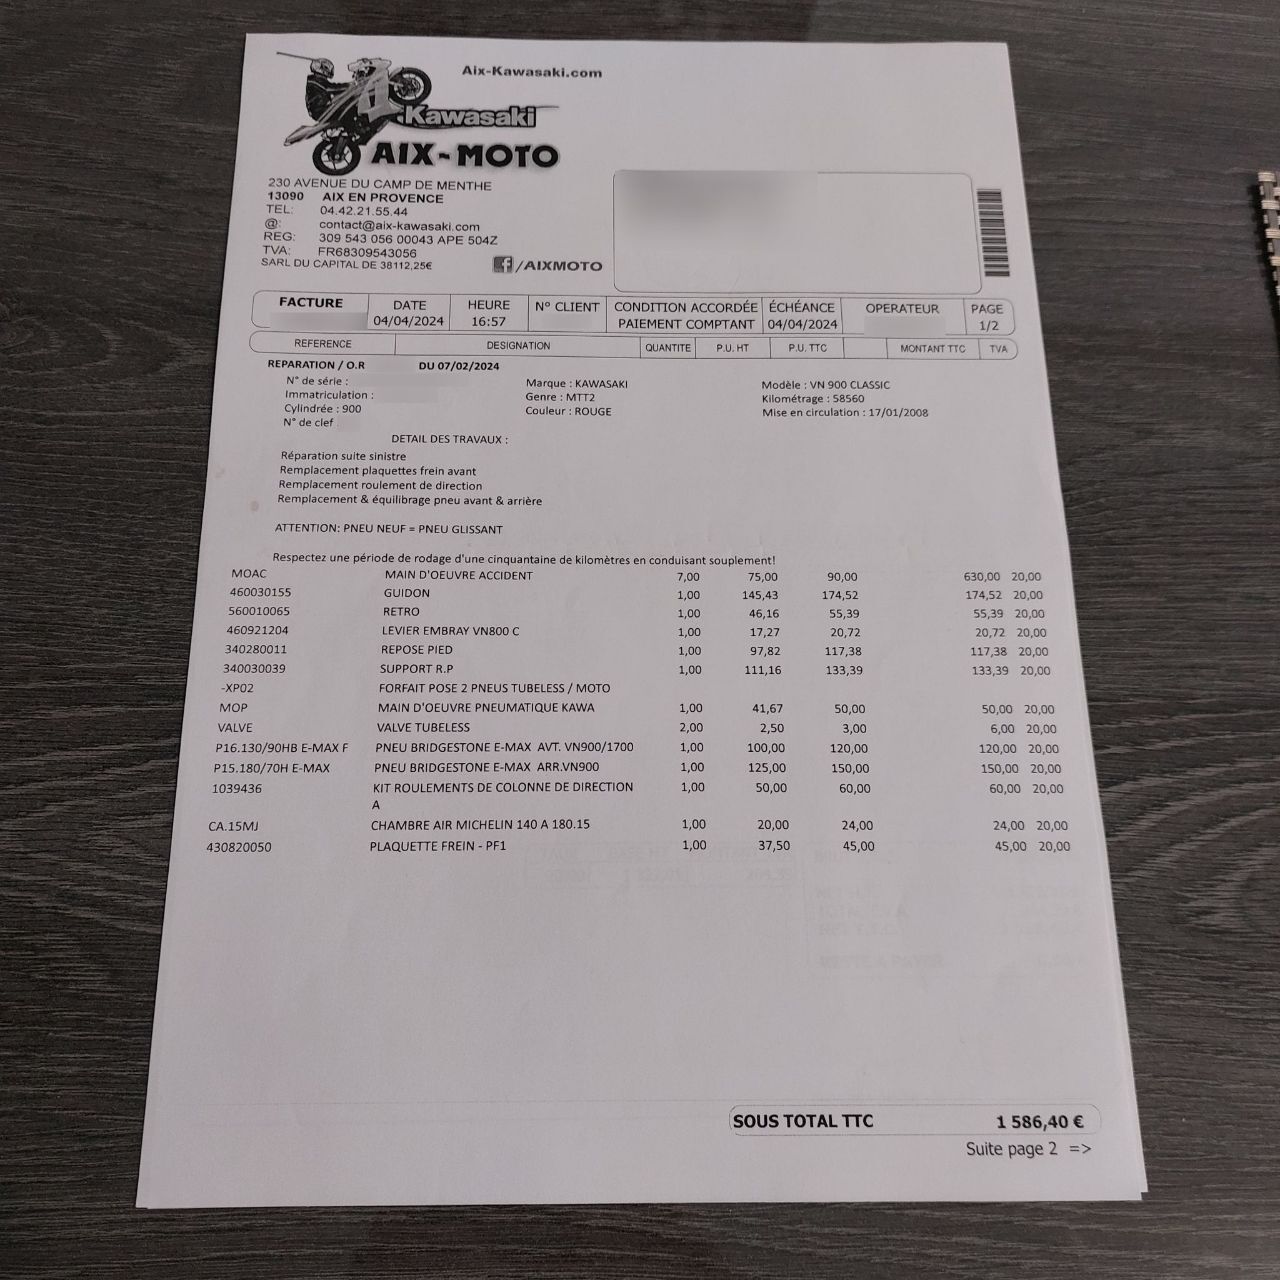 Aix-Kawasaki.com
Kawasaki
AIX-MOTO
230 AVENUE DU CAMP DE MENTHE
13090 AIX EN PROVENCE
TEL: 04.42.21.55.44
@: contact@aix-kawasaki.com
REG: 309 543 056 00043 APE 504Z
TVA: FR68309543056
SARL DU CAPITAL DE 38112,25€
f /AIXMOTO
FACTURE DATE HEURE N° CLIENT CONDITION ACCORDÉE ÉCHÉANCE OPERATEUR PAGE
04/04/2024 16:57 PAIEMENT COMPTANT 04/04/2024 1/2
REFERENCE DESIGNATION QUANTITE P.U. HT P.U. TTC MONTANT TTC TVA
REPARATION / O.R DU 07/02/2024
N° de série : Marque : KAWASAKI Modèle : VN 900 CLASSIC
Immatriculation : Genre : MTT2 Kilométrage : 58560
Cylindrée : 900 Couleur : ROUGE Mise en circulation : 17/01/2008
N° de clef
DETAIL DES TRAVAUX :
Réparation suite sinistre
Remplacement plaquettes frein avant
Remplacement roulement de direction
Remplacement & équilibrage pneu avant & arrière
ATTENTION: PNEU NEUF = PNEU GLISSANT
Respectez une période de rodage d'une cinquantaine de kilomètres en conduisant souplement!
MOAC MAIN D'OEUVRE ACCIDENT 7,00 75,00 90,00 630,00 20,00
460030155 GUIDON 1,00 145,43 174,52 174,52 20,00
560010065 RETRO 1,00 46,16 55,39 55,39 20,00
460921204 LEVIER EMBRAY VN800 C 1,00 17,27 20,72 20,72 20,00
340280011 REPOSE PIED 1,00 97,82 117,38 117,38 20,00
340030039 SUPPORT R.P 1,00 111,16 133,39 133,39 20,00
-XP02 FORFAIT POSE 2 PNEUS TUBELESS / MOTO
MOP MAIN D'OEUVRE PNEUMATIQUE KAWA 1,00 41,67 50,00 50,00 20,00
VALVE VALVE TUBELESS 2,00 2,50 3,00 6,00 20,00
P16.130/90HB E-MAX F PNEU BRIDGESTONE E-MAX AVT. VN900/1700 1,00 100,00 120,00 120,00 20,00
P15.180/70H E-MAX PNEU BRIDGESTONE E-MAX ARR.VN900 1,00 125,00 150,00 150,00 20,00
1039436 KIT ROULEMENTS DE COLONNE DE DIRECTION 1,00 50,00 60,00 60,00 20,00
A
CA.15MJ CHAMBRE AIR MICHELIN 140 A 180.15 1,00 20,00 24,00 24,00 20,00
430820050 PLAQUETTE FREIN - PF1 1,00 37,50 45,00 45,00 20,00
SOUS TOTAL TTC 1 586,40 €
Suite page 2 =>